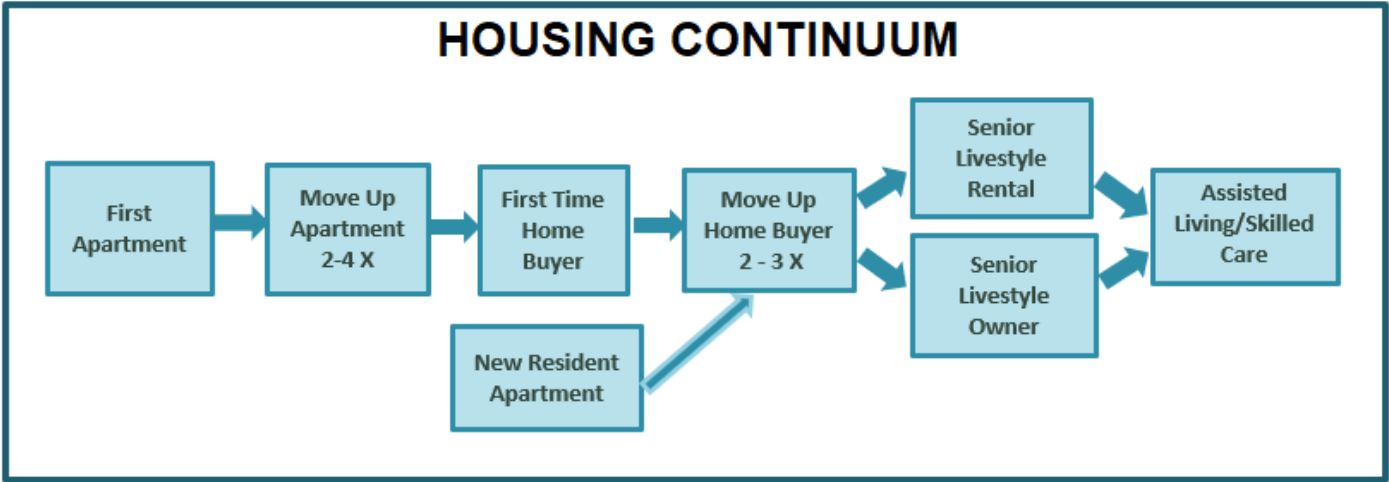 HOUSING CONTINUUM
First
Apartment
Move Up
Apartment
2-4 X
First Time
Home
Buyer
Move Up
Home Buyer
2 - 3 X
New Resident
Apartment
Senior
Livestyle
Rental
Senior
Livestyle
Owner
Assisted
Living/Skilled
Care